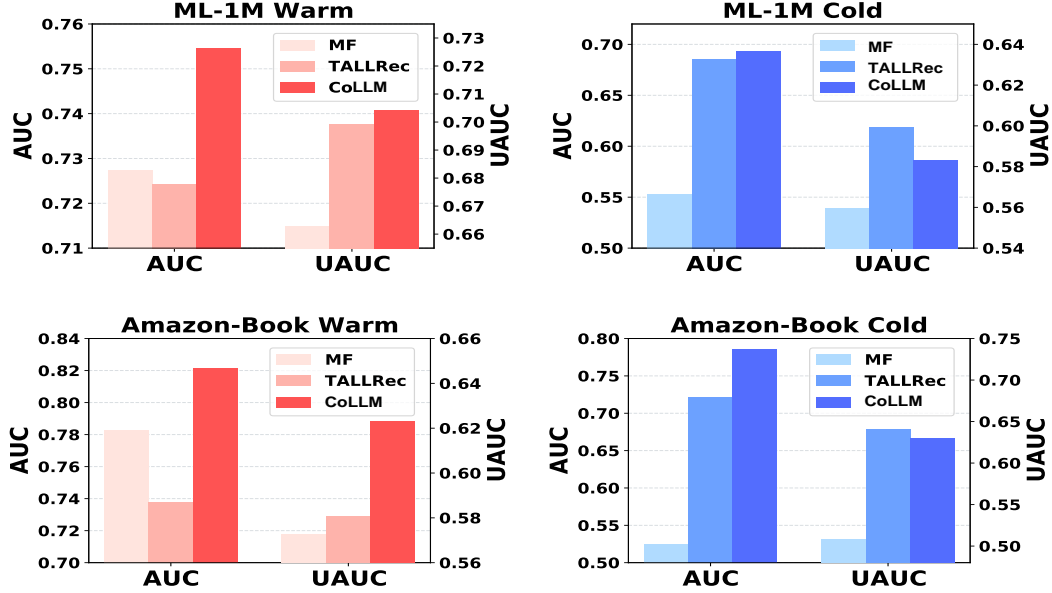 ML-1M Warm
0.76
0.75
0.74
0.73
0.72
0.71
AUC
MF
TALLRec
CoLLM
0.73
0.72
0.71
0.70
0.69
0.68
0.67
0.66
UAUC
AUC
UAUC
ML-1M Cold
0.70
0.65
0.60
0.55
0.50
AUC
MF
TALLRec
CoLLM
0.64
0.62
0.60
0.58
0.56
0.54
UAUC
AUC
UAUC
Amazon-Book Warm
0.84
0.82
0.80
0.78
0.76
0.74
0.72
0.70
AUC
MF
TALLRec
CoLLM
0.66
0.64
0.62
0.60
0.58
0.56
UAUC
AUC
UAUC
Amazon-Book Cold
0.80
0.75
0.70
0.65
0.60
0.55
0.50
AUC
MF
TALLRec
CoLLM
0.75
0.70
0.65
0.60
0.55
0.50
UAUC
AUC
UAUC